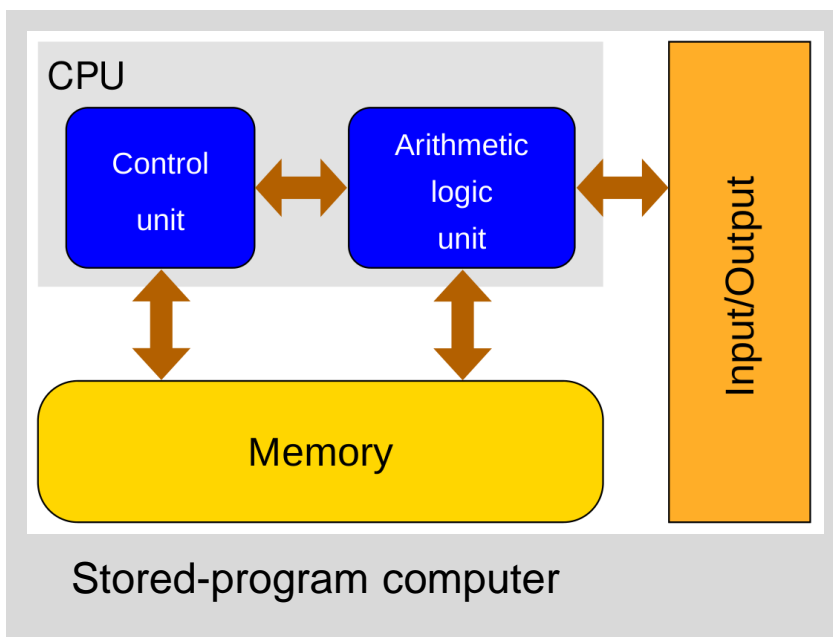 CPU
Control
unit
Arithmetic
logic
unit
Input/Output
Memory
Stored-program computer